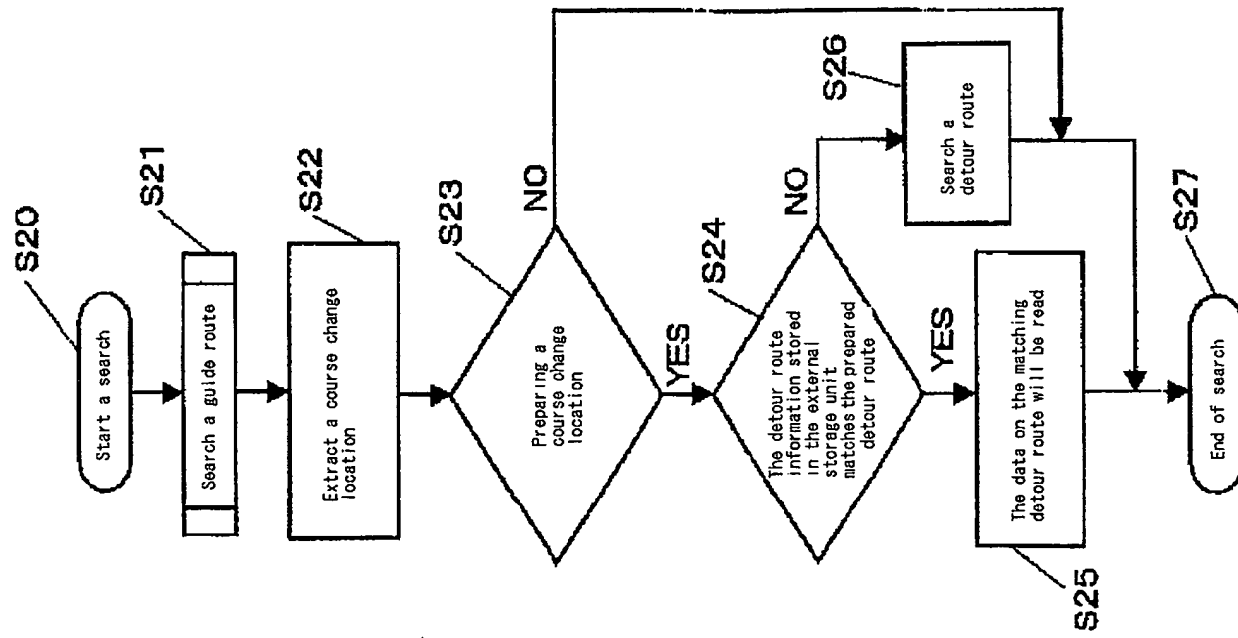 S20
Start a search
S21
Search a guide route
S22
Extract a course change
location
S23
Preparing a
course change
location
NO
YES
S24
The detour route
information stored
in the external
storage unit
matches the prepared
detour route
NO
YES
S26
Search a
detour route
S25
The data on the matching
detour route will be read
S27
End of search